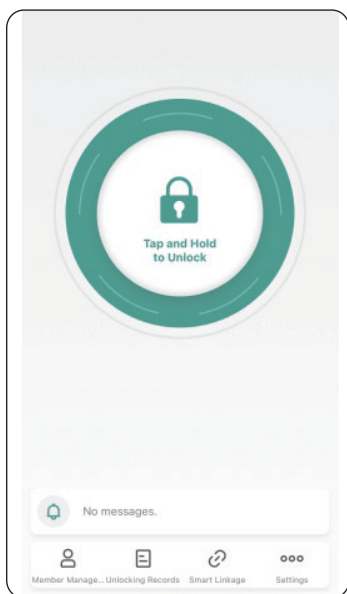 Tap and Hold
to Unlock
No messages.
Member Manage... Unlocking Records Smart Linkage Settings